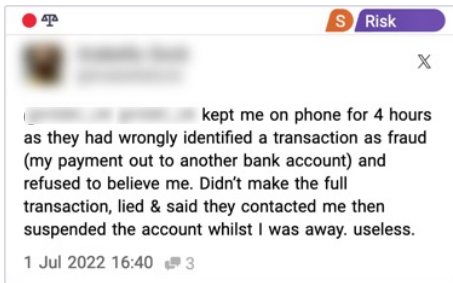 S Risk
kept me on phone for 4 hours
as they had wrongly identified a transaction as fraud
(my payment out to another bank account) and
refused to believe me. Didn’t make the full
transaction, lied & said they contacted me then
suspended the account whilst I was away. useless.
1 Jul 2022 16:40 3